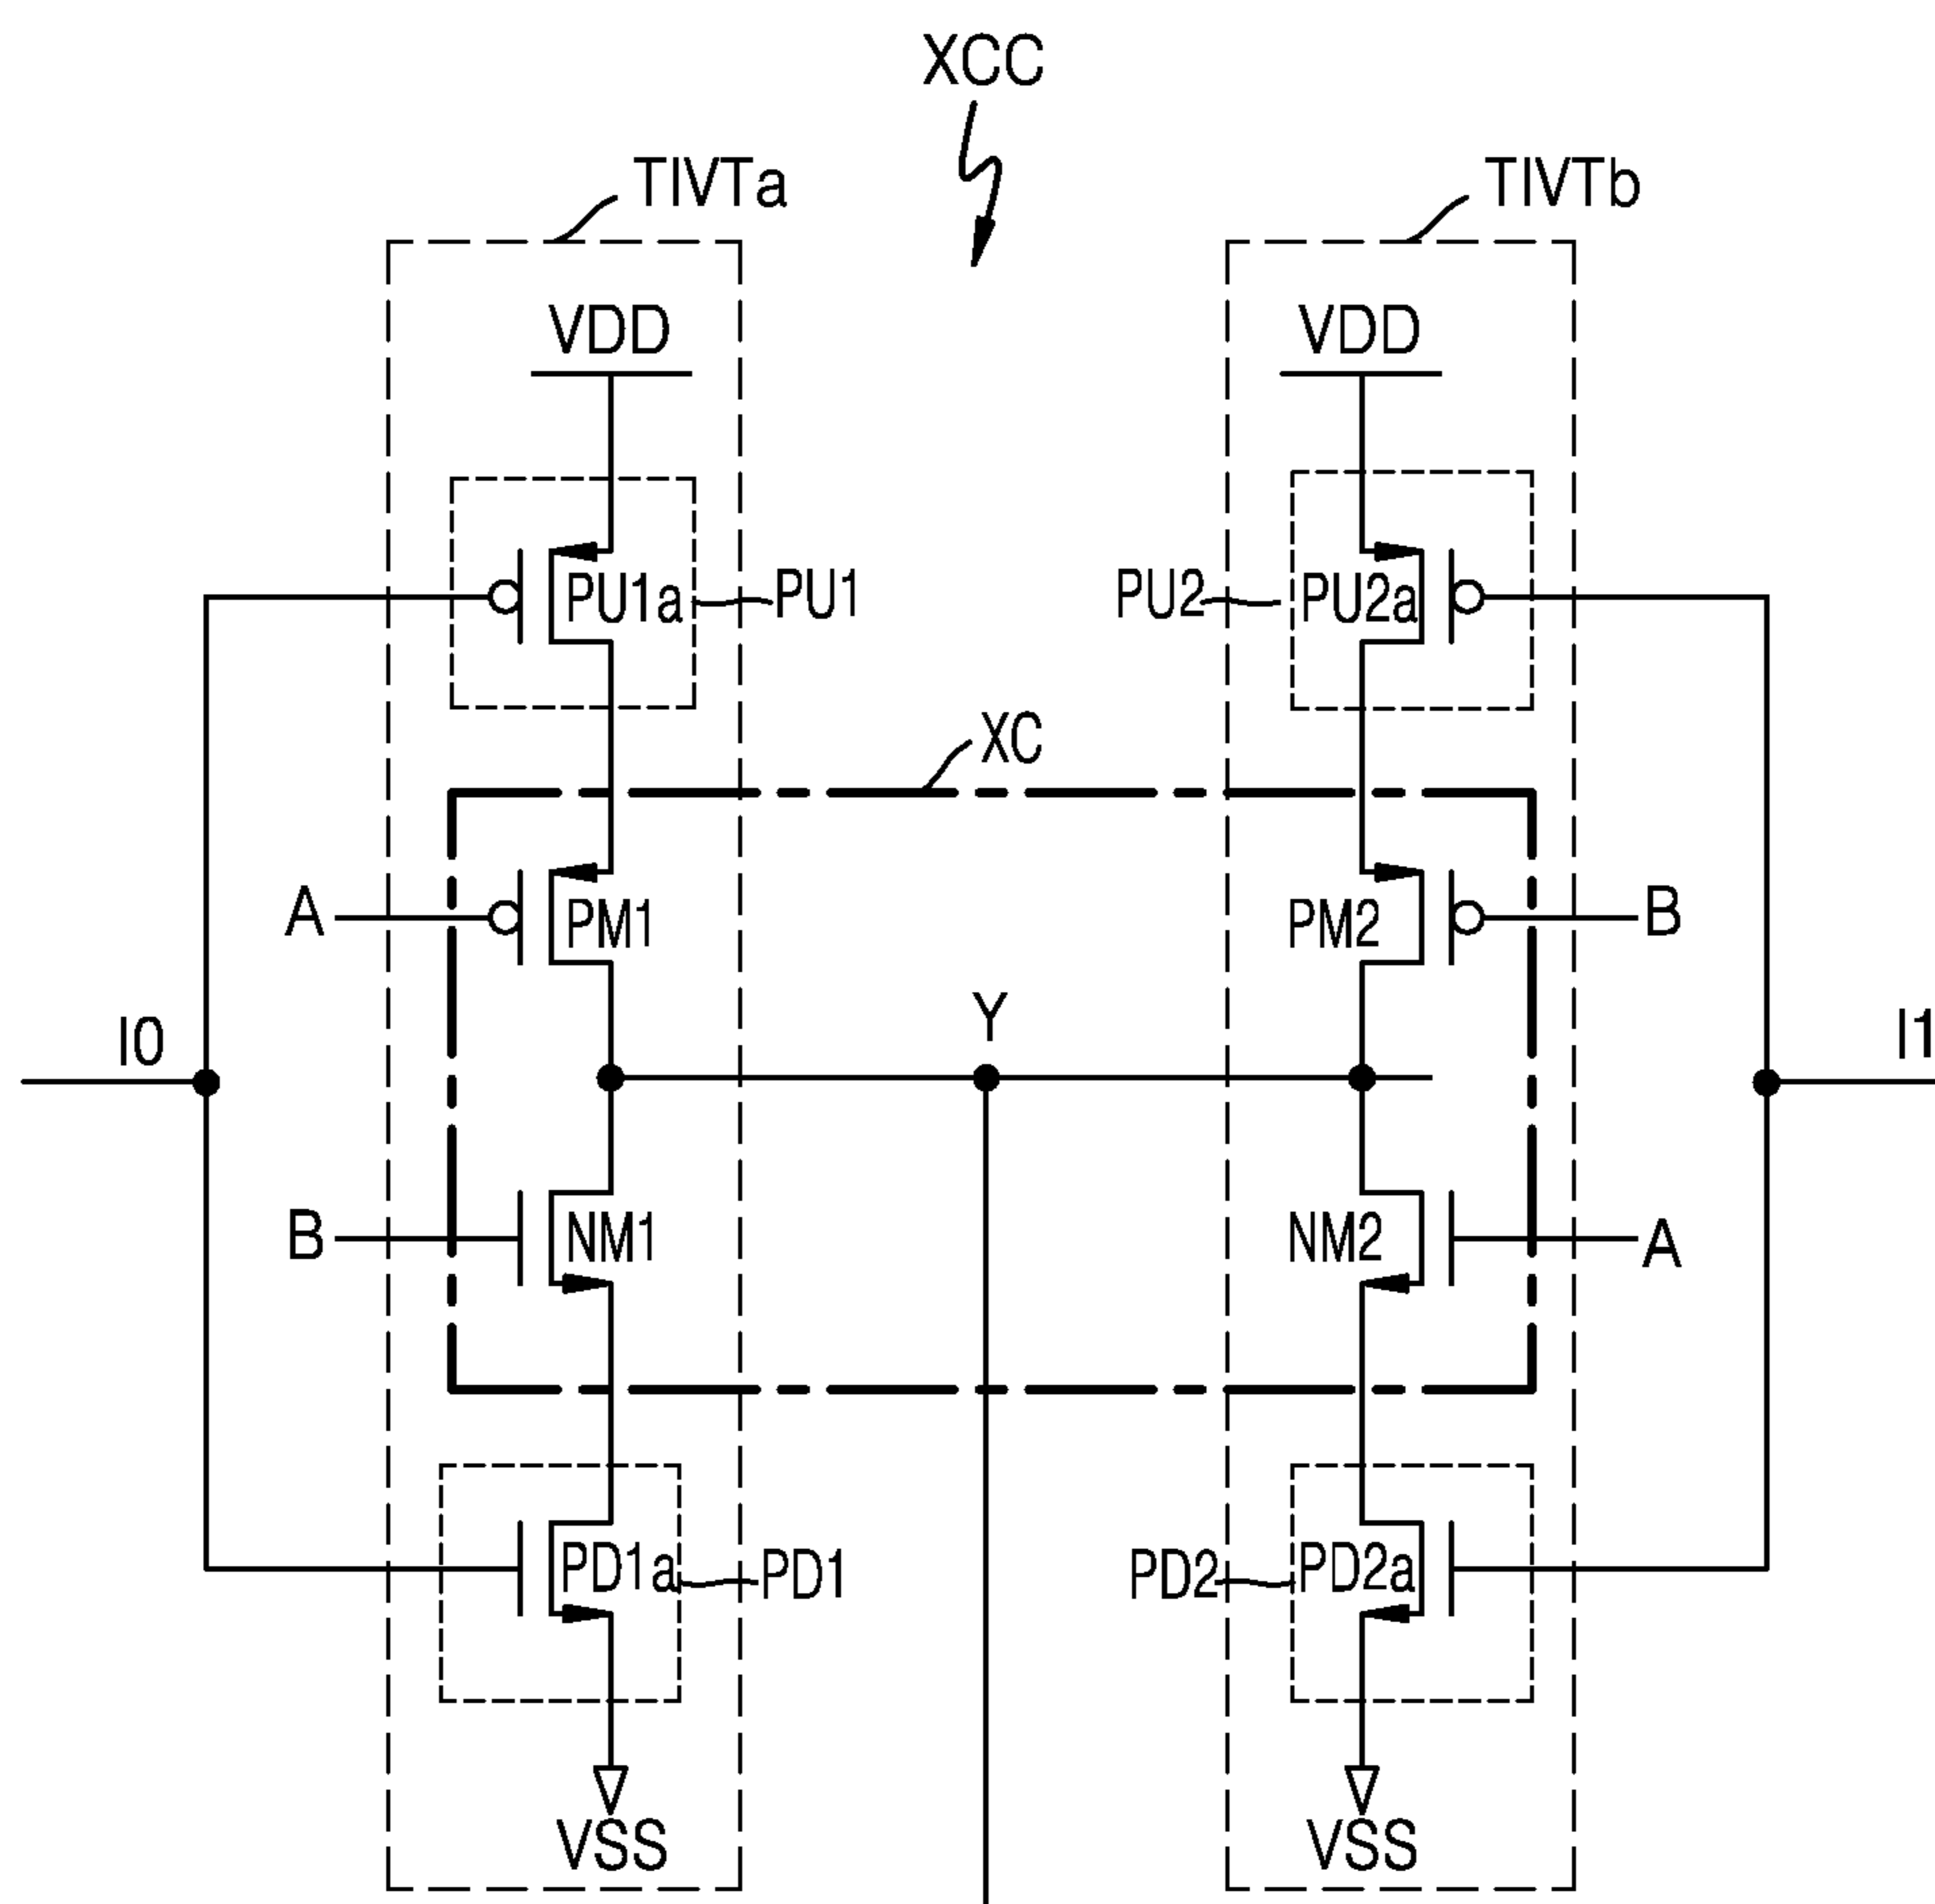 XCC
TIVTa TIVTb
VDD VDD
PU1a PU1 PU2 PU2a
XC
A PM1 PM2 B
I0 Y I1
B NM1 NM2 A
PD1a PD1 PD2 PD2a
VSS VSS